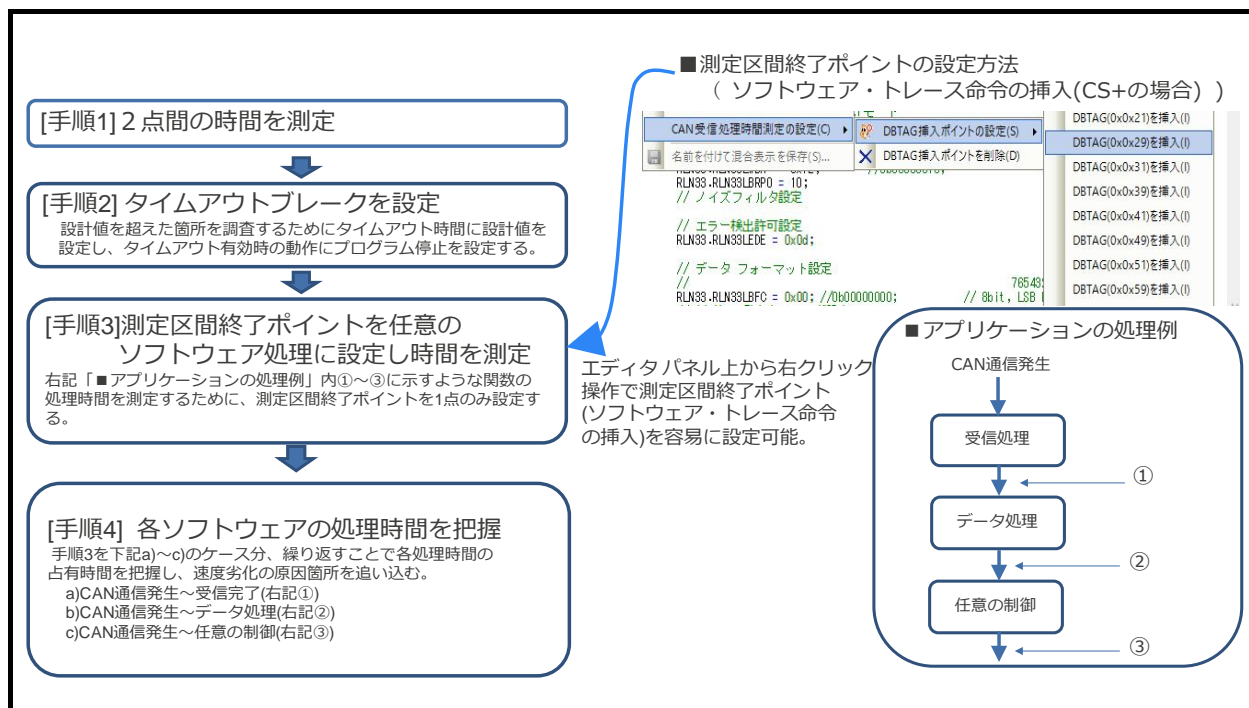 [手順1]２点間の時間を測定
[手順2] タイムアウトブレークを設定
設計値を超えた箇所を調査するためにタイムアウト時間に設計値を
設定し、タイムアウト有効時の動作にプログラム停止を設定する。
[手順3]測定区間終了ポイントを任意の
ソフトウェア処理に設定し時間を測定
右記「■アプリケーションの処理例」内①～③に示すような関数の
処理時間を測定するために、測定区間終了ポイントを1点のみ設定す
る。
[手順4] 各ソフトウェアの処理時間を把握
手順3を下記a)～c)のケース分、繰り返すことで各処理時間の
占有時間を把握し、速度劣化の原因箇所を追い込む。
a)CAN通信発生～受信完了(右記①)
b)CAN通信発生～データ処理(右記②)
c)CAN通信発生～任意の制御(右記③)
■測定区間終了ポイントの設定方法
（ ソフトウェア・トレース命令の挿入(CS+の場合) ）
CAN受信処理時間測定の設定(C)
名前を付けて混合表示を保存(S)...
DBTAG挿入ポイントの設定(S)
DBTAG挿入ポイントを削除(D)
DBTAG(0x0x21)を挿入(I)
DBTAG(0x0x29)を挿入(I)
DBTAG(0x0x31)を挿入(I)
DBTAG(0x0x39)を挿入(I)
DBTAG(0x0x41)を挿入(I)
DBTAG(0x0x49)を挿入(I)
DBTAG(0x0x51)を挿入(I)
DBTAG(0x0x59)を挿入(I)
RLN33.RLN33LBRP0 = 10;
// ノイズフィルタ設定
// エラー検出許可設定
RLN33.RLN33LEDE = 0x0d;
// データ フォーマット設定
// 76543
RLN33.RLN33LBFC = 0x00; //0b00000000; // 8bit, LSB
エディタ パネル上から右クリック
操作で測定区間終了ポイント
(ソフトウェア・トレース命令
の挿入)を容易に設定可能。
■アプリケーションの処理例
CAN通信発生
受信処理
①
データ処理
②
任意の制御
③